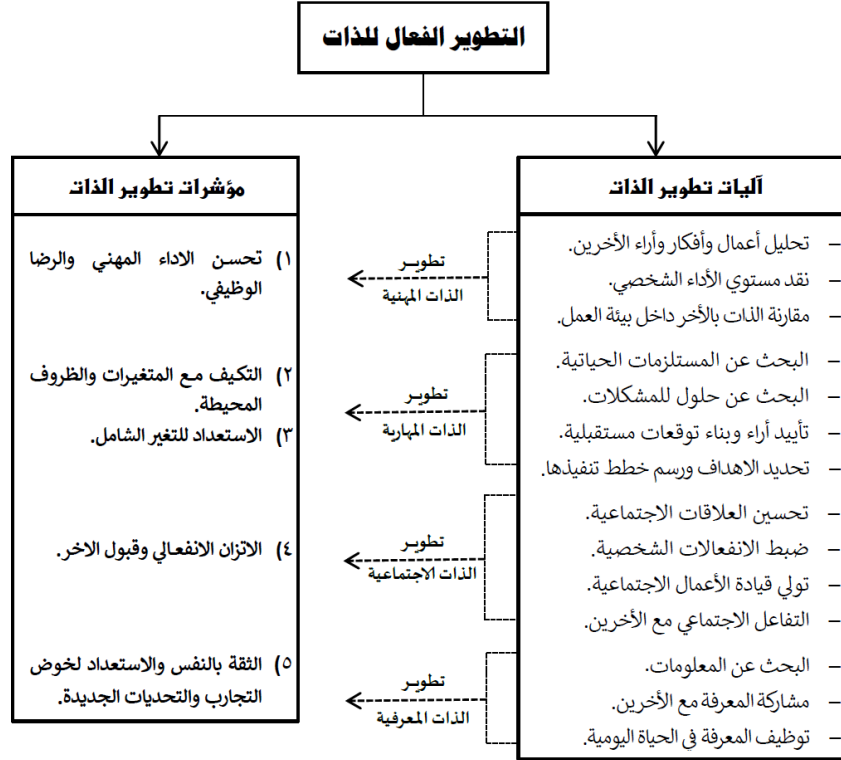 التطوير الفعال للذات
آليات تطوير الذات
– تحليل أعمال وأفكار وأراء الأخرين.
– نقد مستوي الأداء الشخصي.
– مقارنة الذات بالأخر داخل بيئة العمل.
– البحث عن المستلزمات الحياتية.
– البحث عن حلول للمشكلات.
– تأييد أراء وبناء توقعات مستقبلية.
– تحديد الاهداف ورسم خطط تنفيذها.
– تحسين العلاقات الاجتماعية.
– ضبط الانفعالات الشخصية.
– تولي قيادة الأعمال الاجتماعية.
– التفاعل الاجتماعي مع الأخرين.
– البحث عن المعلومات.
– مشاركة المعرفة مع الأخرين.
– توظيف المعرفة في الحياة اليومية.
تطويـر
الذات المهنية
تطويـر
الذات المهارية
تطويـر
الذات الاجتماعية
تطويـر
الذات المعرفية
مؤشرات تطوير الذات
١) تحسن الاداء المهني والرضا
الوظيفي.
٢) التكيف مع المتغيرات والظروف
المحيطة.
٣) الاستعداد للتغير الشامل.
٤) الاتزان الانفعالي وقبول الاخر.
٥) الثقة بالنفس والاستعداد لخوض
التجارب والتحديات الجديدة.